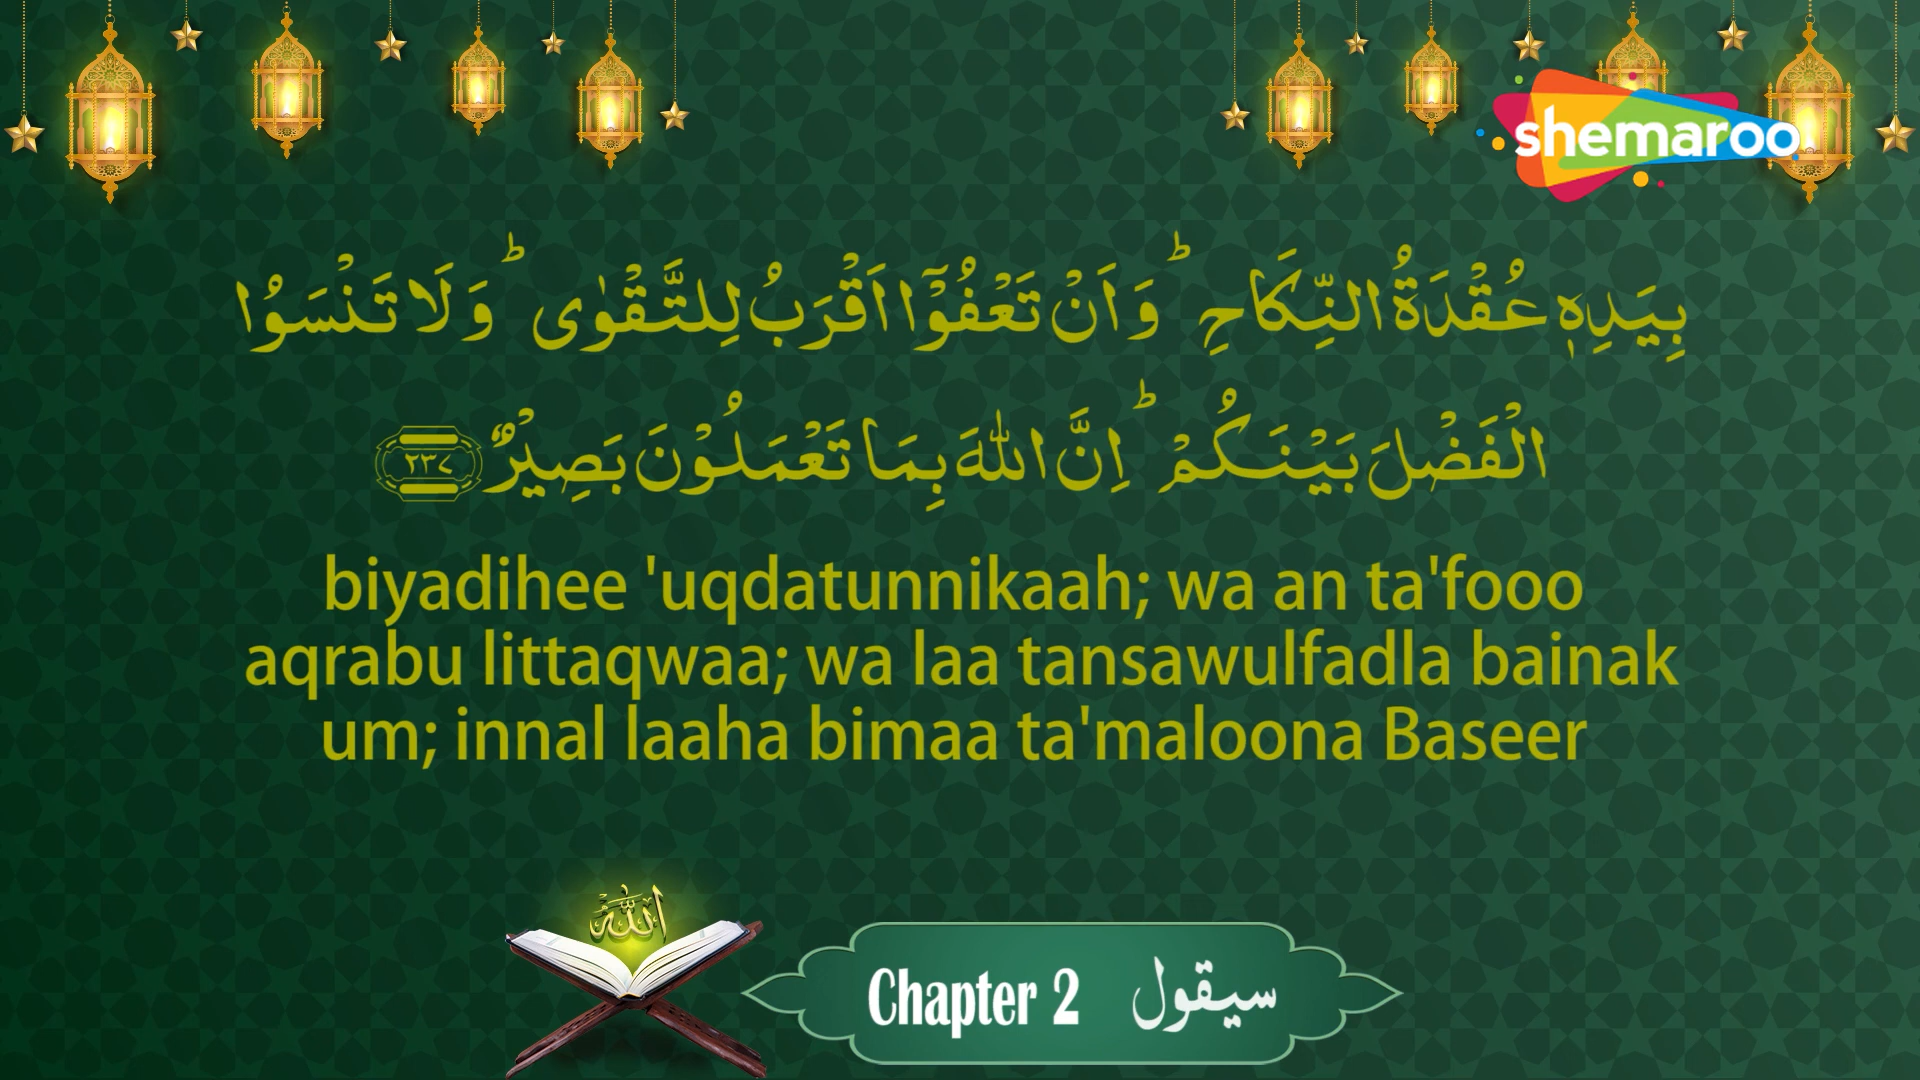 shemaroo
بِيَدِهٖ عُقْدَةُ النِّكَاحِ ؕ وَاَنْ تَعْفُوْٓا اَقْرَبُ لِلتَّقْوٰى ؕ وَلَا تَنْسَوُا
الْفَضْلَ بَيْنَكُمْ ؕ اِنَّ اللّٰهَ بِمَا تَعْمَلُوْنَ بَصِيْرٌ ٢٣٧
biyadihee 'uqdatunnikaah; wa an ta'fooo
aqrabu littaqwaa; wa laa tansawulfadla bainak
um; innal laaha bimaa ta'maloona Baseer
الله
Chapter 2 سيقول